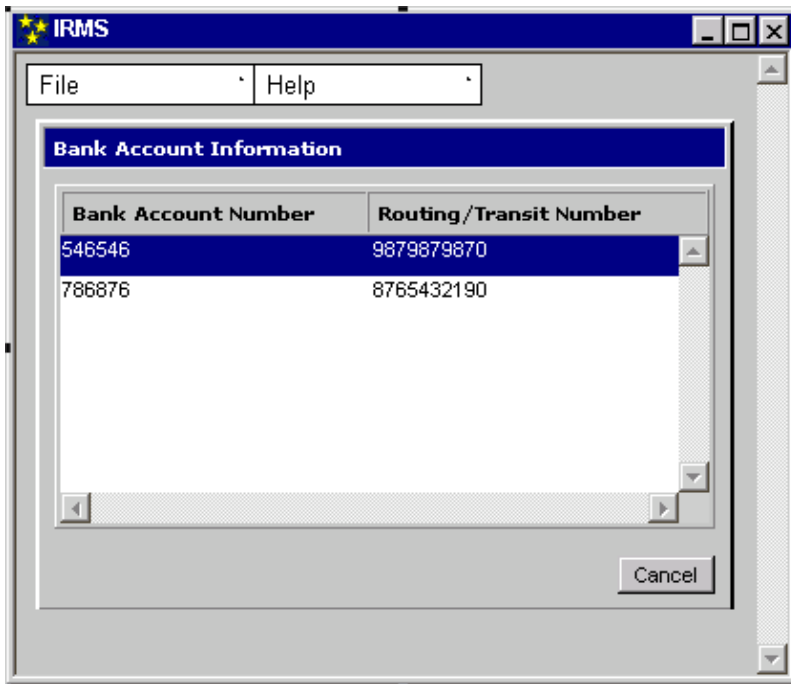 IRMS
File Help
Bank Account Information
Bank Account Number Routing/Transit Number
546546 9879879870
786876 8765432190
Cancel